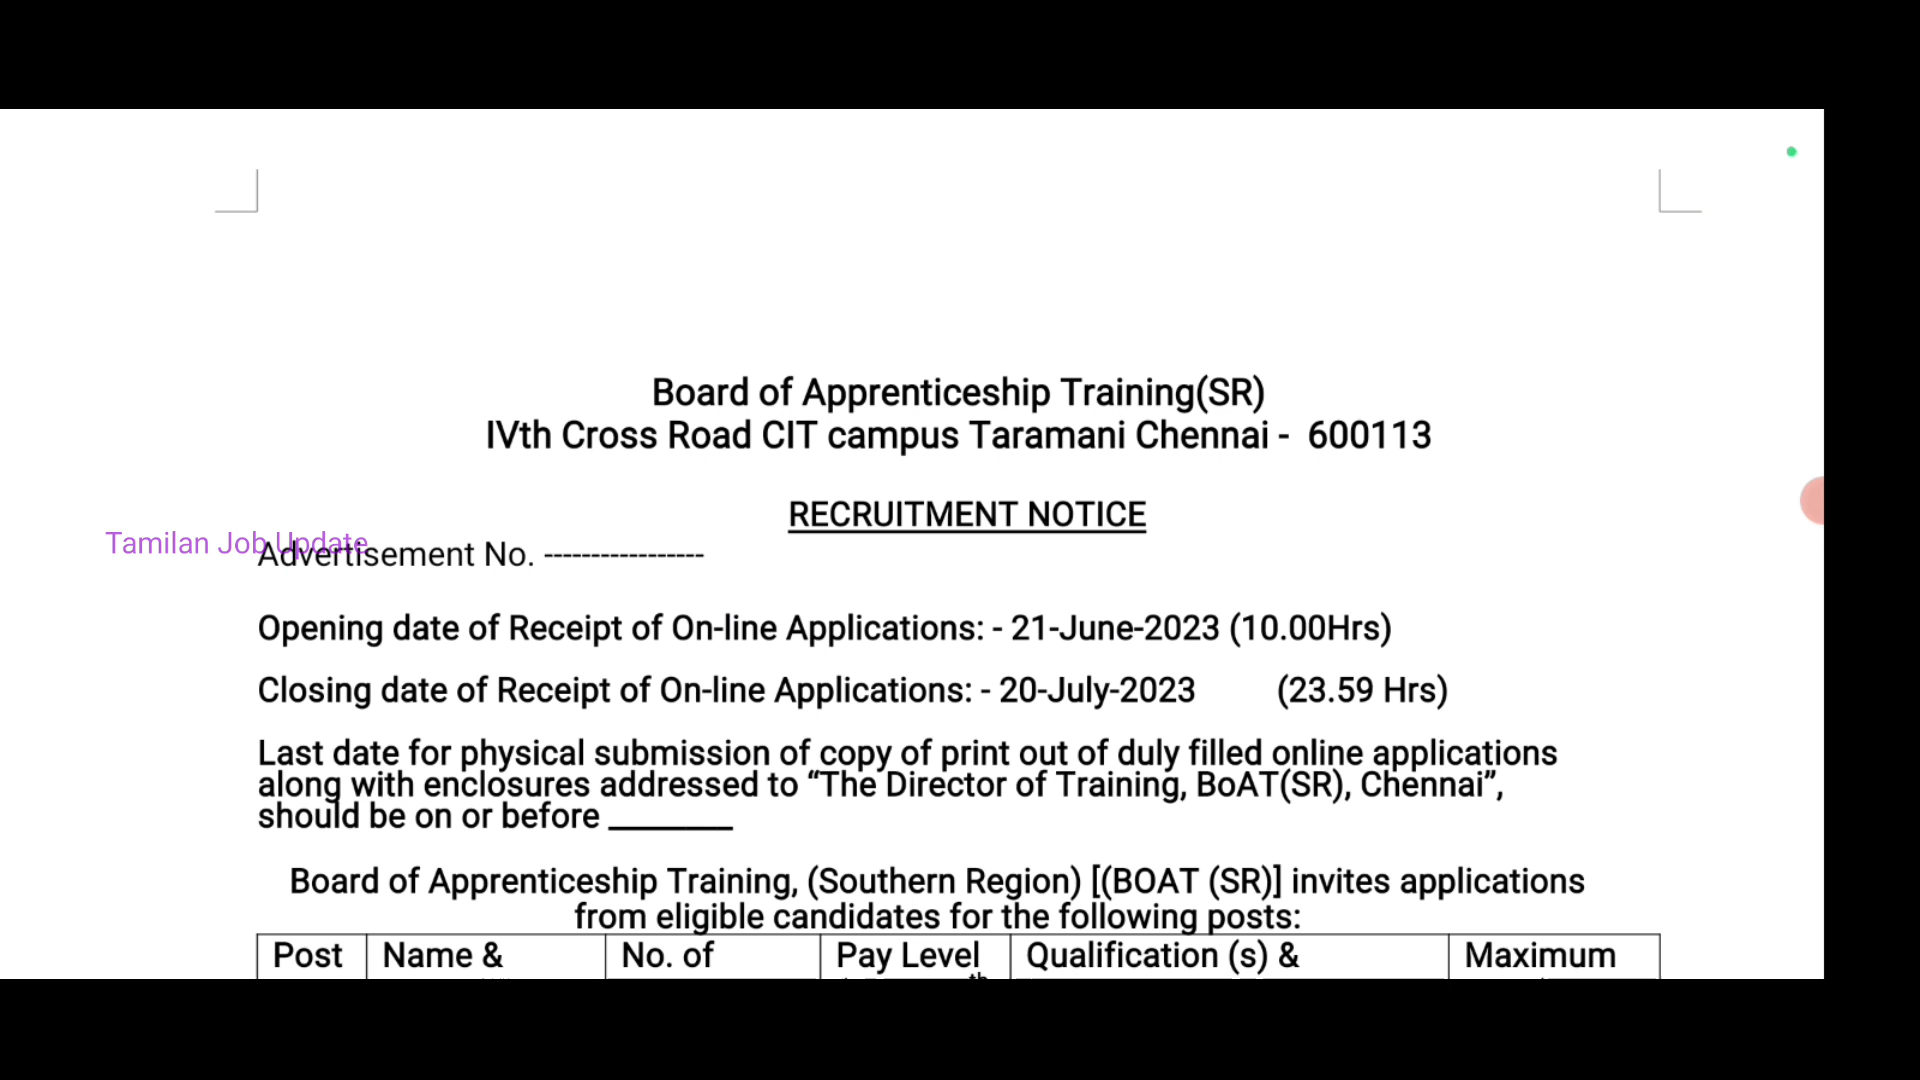 Board of Apprenticeship Training(SR)
IVth Cross Road CIT campus Taramani Chennai - 600113
RECRUITMENT NOTICE
Tamilan Job Update
Advertisement No. -----------------
Opening date of Receipt of On-line Applications: - 21-June-2023 (10.00Hrs)
Closing date of Receipt of On-line Applications: - 20-July-2023 (23.59 Hrs)
Last date for physical submission of copy of print out of duly filled online applications
along with enclosures addressed to “The Director of Training, BoAT(SR), Chennai”,
should be on or before ________
Board of Apprenticeship Training, (Southern Region) [(BOAT (SR)] invites applications
from eligible candidates for the following posts:
Post Name & No. of Pay Level Qualification (s) & Maximum